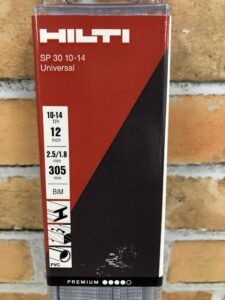 HILTI
SP 30 10-14
Universal
10-14
TPI
12
Inch
2.5/1.8
mm
305
mm
BiM
PVC
PREMIUM